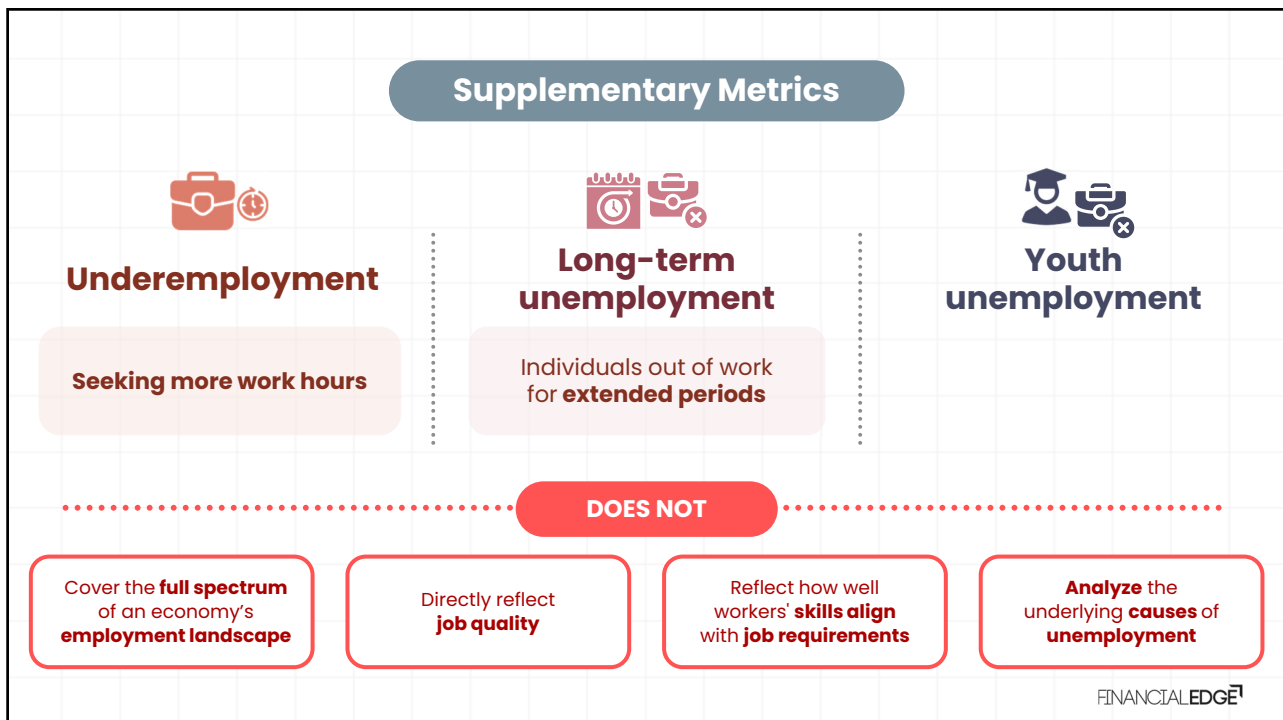 Supplementary Metrics
Underemployment
Seeking more work hours
Long-term
unemployment
Individuals out of work
for extended periods
Youth
unemployment
DOES NOT
Cover the full spectrum
of an economy’s
employment landscape
Directly reflect
job quality
Reflect how well
workers' skills align
with job requirements
Analyze the
underlying causes of
unemployment
FINANCIALEDGE